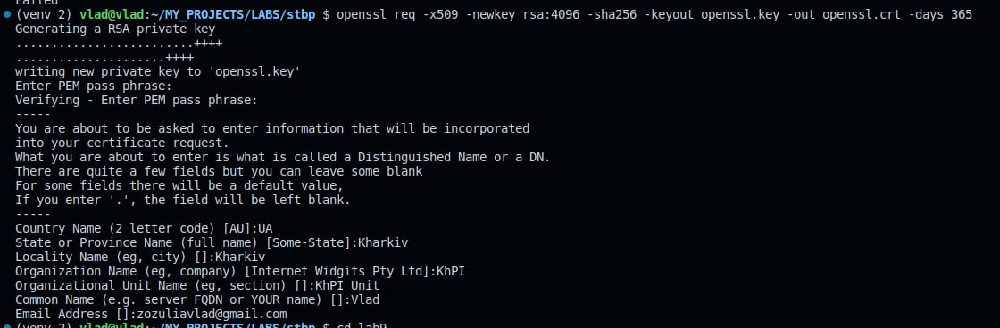 Failed
(venv_2) vlad@vlad:~/MY_PROJECTS/LABS/stbp $ openssl req -x509 -newkey rsa:4096 -sha256 -keyout openssl.key -out openssl.crt -days 365
Generating a RSA private key
.........................++++
.....................++++
writing new private key to 'openssl.key'
Enter PEM pass phrase:
Verifying - Enter PEM pass phrase:
-----
You are about to be asked to enter information that will be incorporated
into your certificate request.
What you are about to enter is what is called a Distinguished Name or a DN.
There are quite a few fields but you can leave some blank
For some fields there will be a default value,
If you enter '.', the field will be left blank.
-----
Country Name (2 letter code) [AU]:UA
State or Province Name (full name) [Some-State]:Kharkiv
Locality Name (eg, city) []:Kharkiv
Organization Name (eg, company) [Internet Widgits Pty Ltd]:KhPI
Organizational Unit Name (eg, section) []:KhPI Unit
Common Name (e.g. server FQDN or YOUR name) []:Vlad
Email Address []:zozuliavlad@gmail.com
(venv_2) vlad@vlad:~/MY_PROJECTS/LABS/stbp $ cd lab9